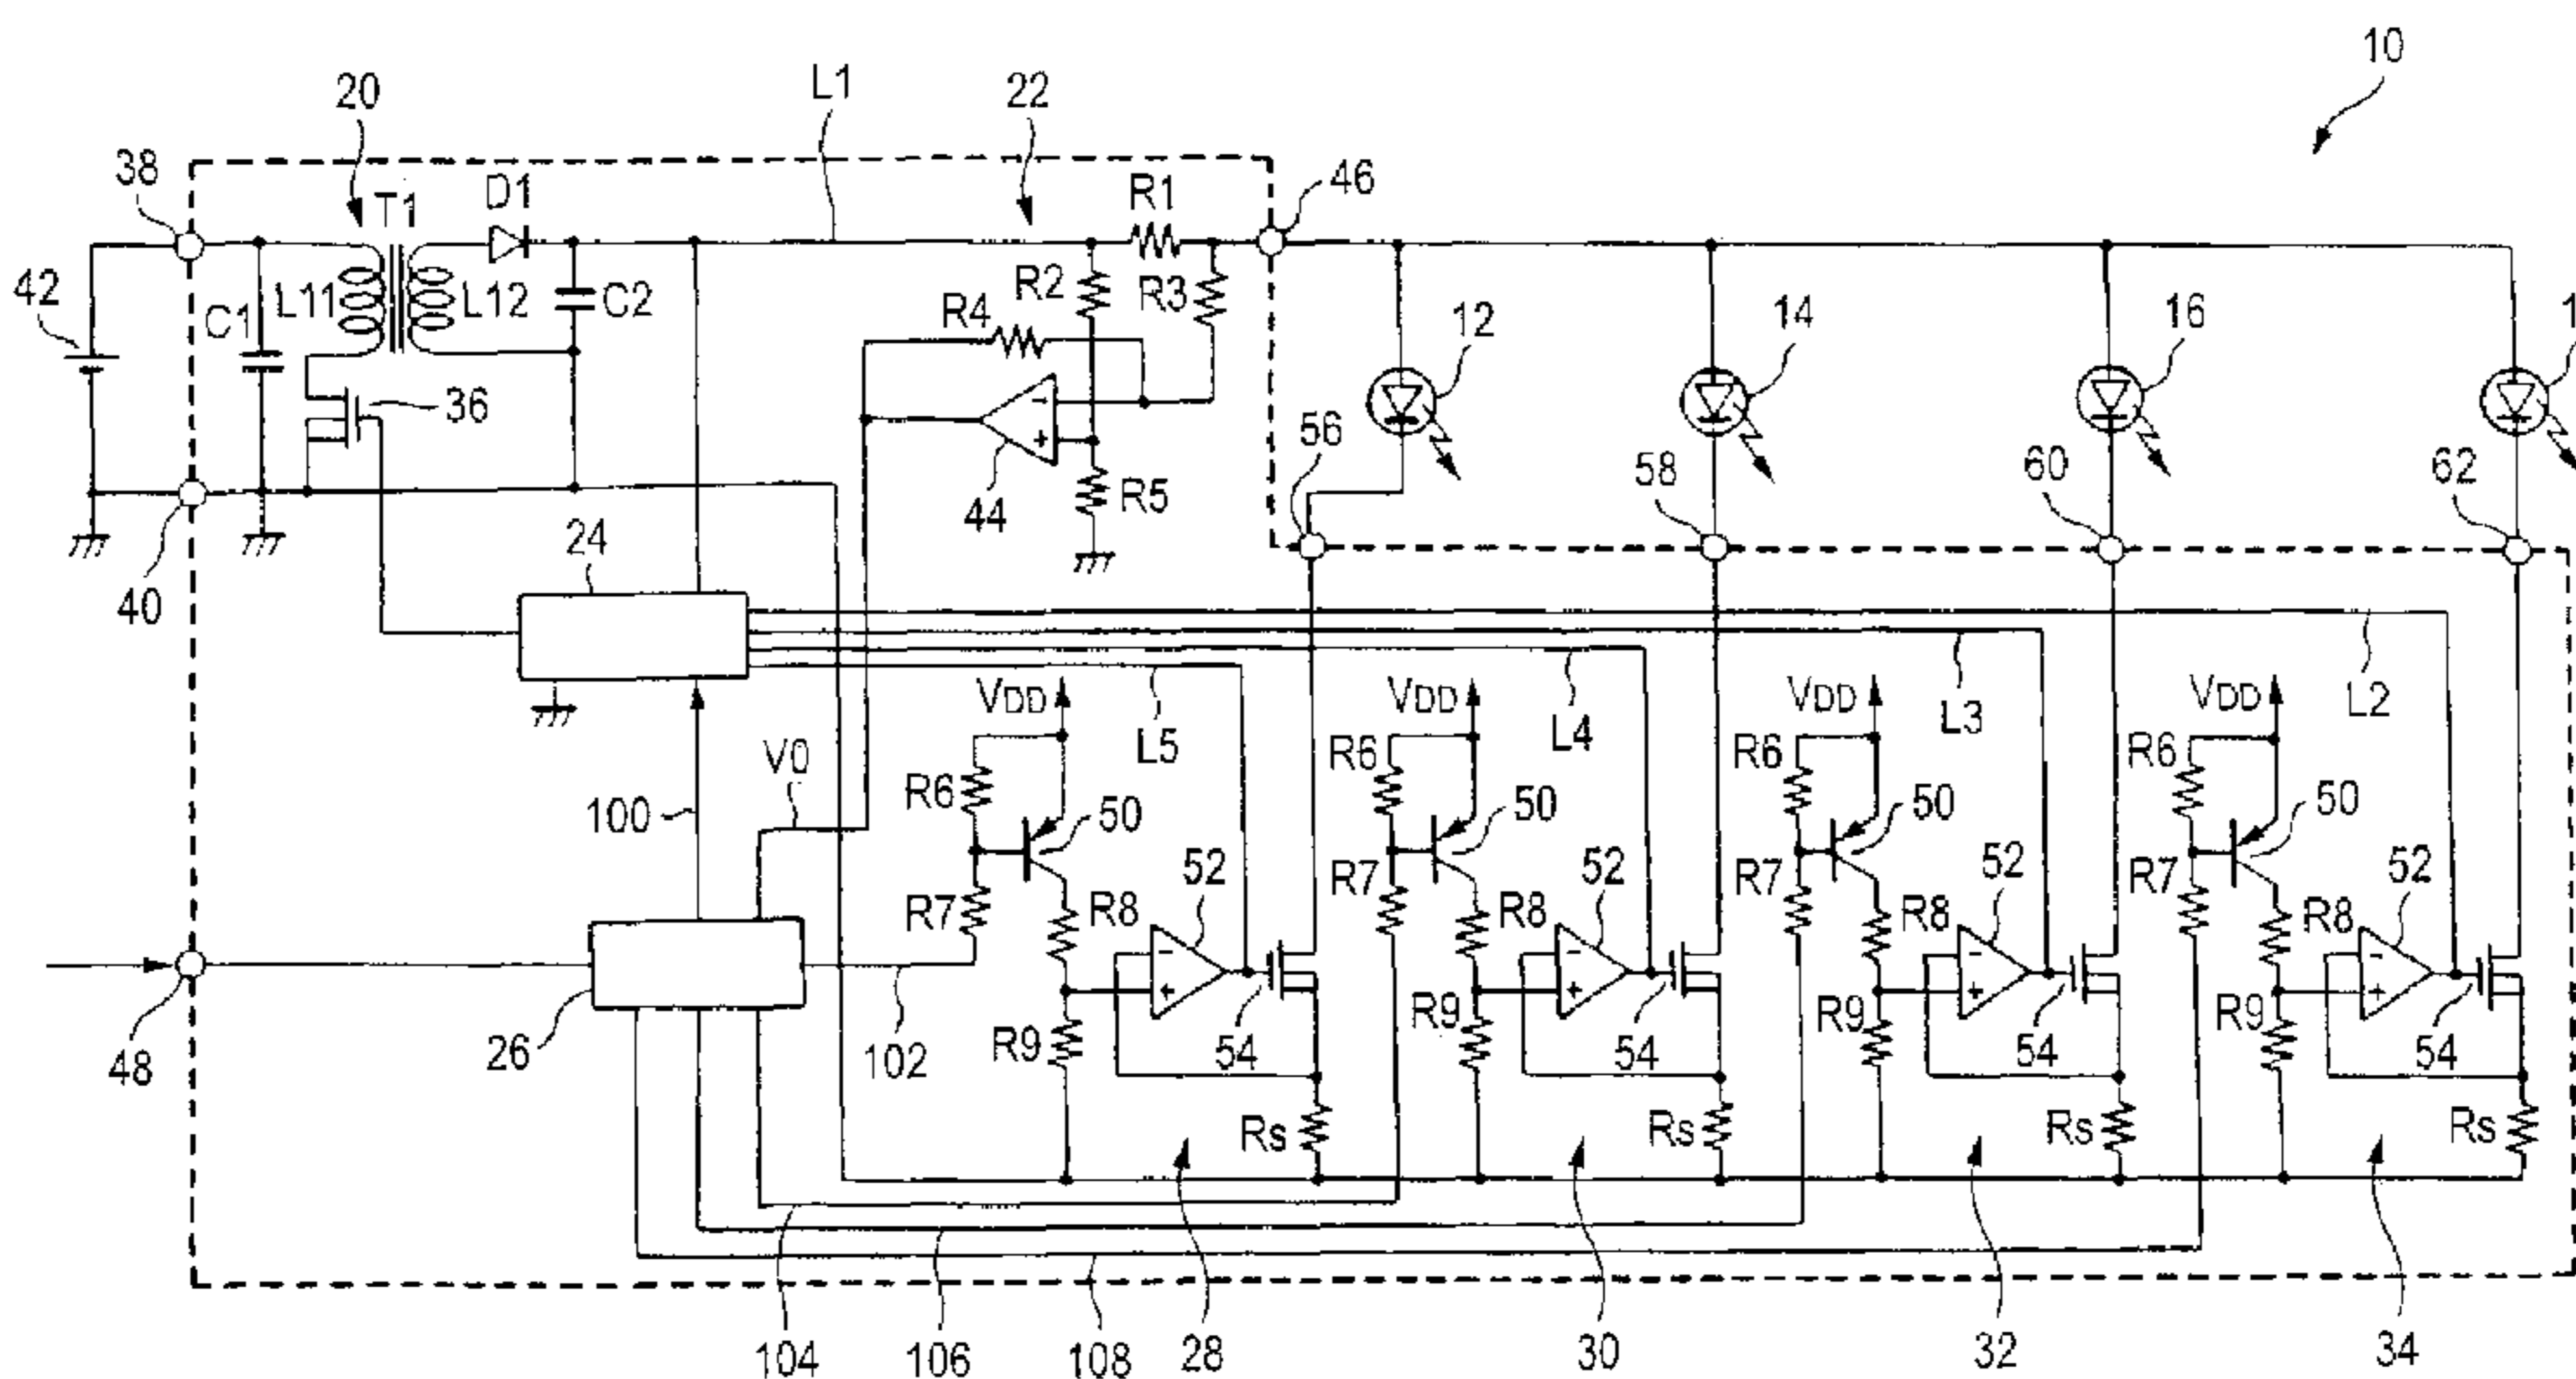 10
20
L1
22
38
T1
D1
R1
46
42
C1
L11
L12
C2
R2
R3
R4
12
14
16
1
36
44
-
+
R5
56
58
60
62
40
24
VDD
VDD
VDD
VDD
L5
L4
L3
L2
100
V0
R6
50
R6
50
R6
50
R6
50
R7
R8
52
R7
R8
52
R7
R8
52
R7
R8
52
-
+
-
+
-
+
-
+
48
26
102
R9
54
R9
54
R9
54
R9
54
Rs
Rs
Rs
Rs
104
106
108
28
30
32
34